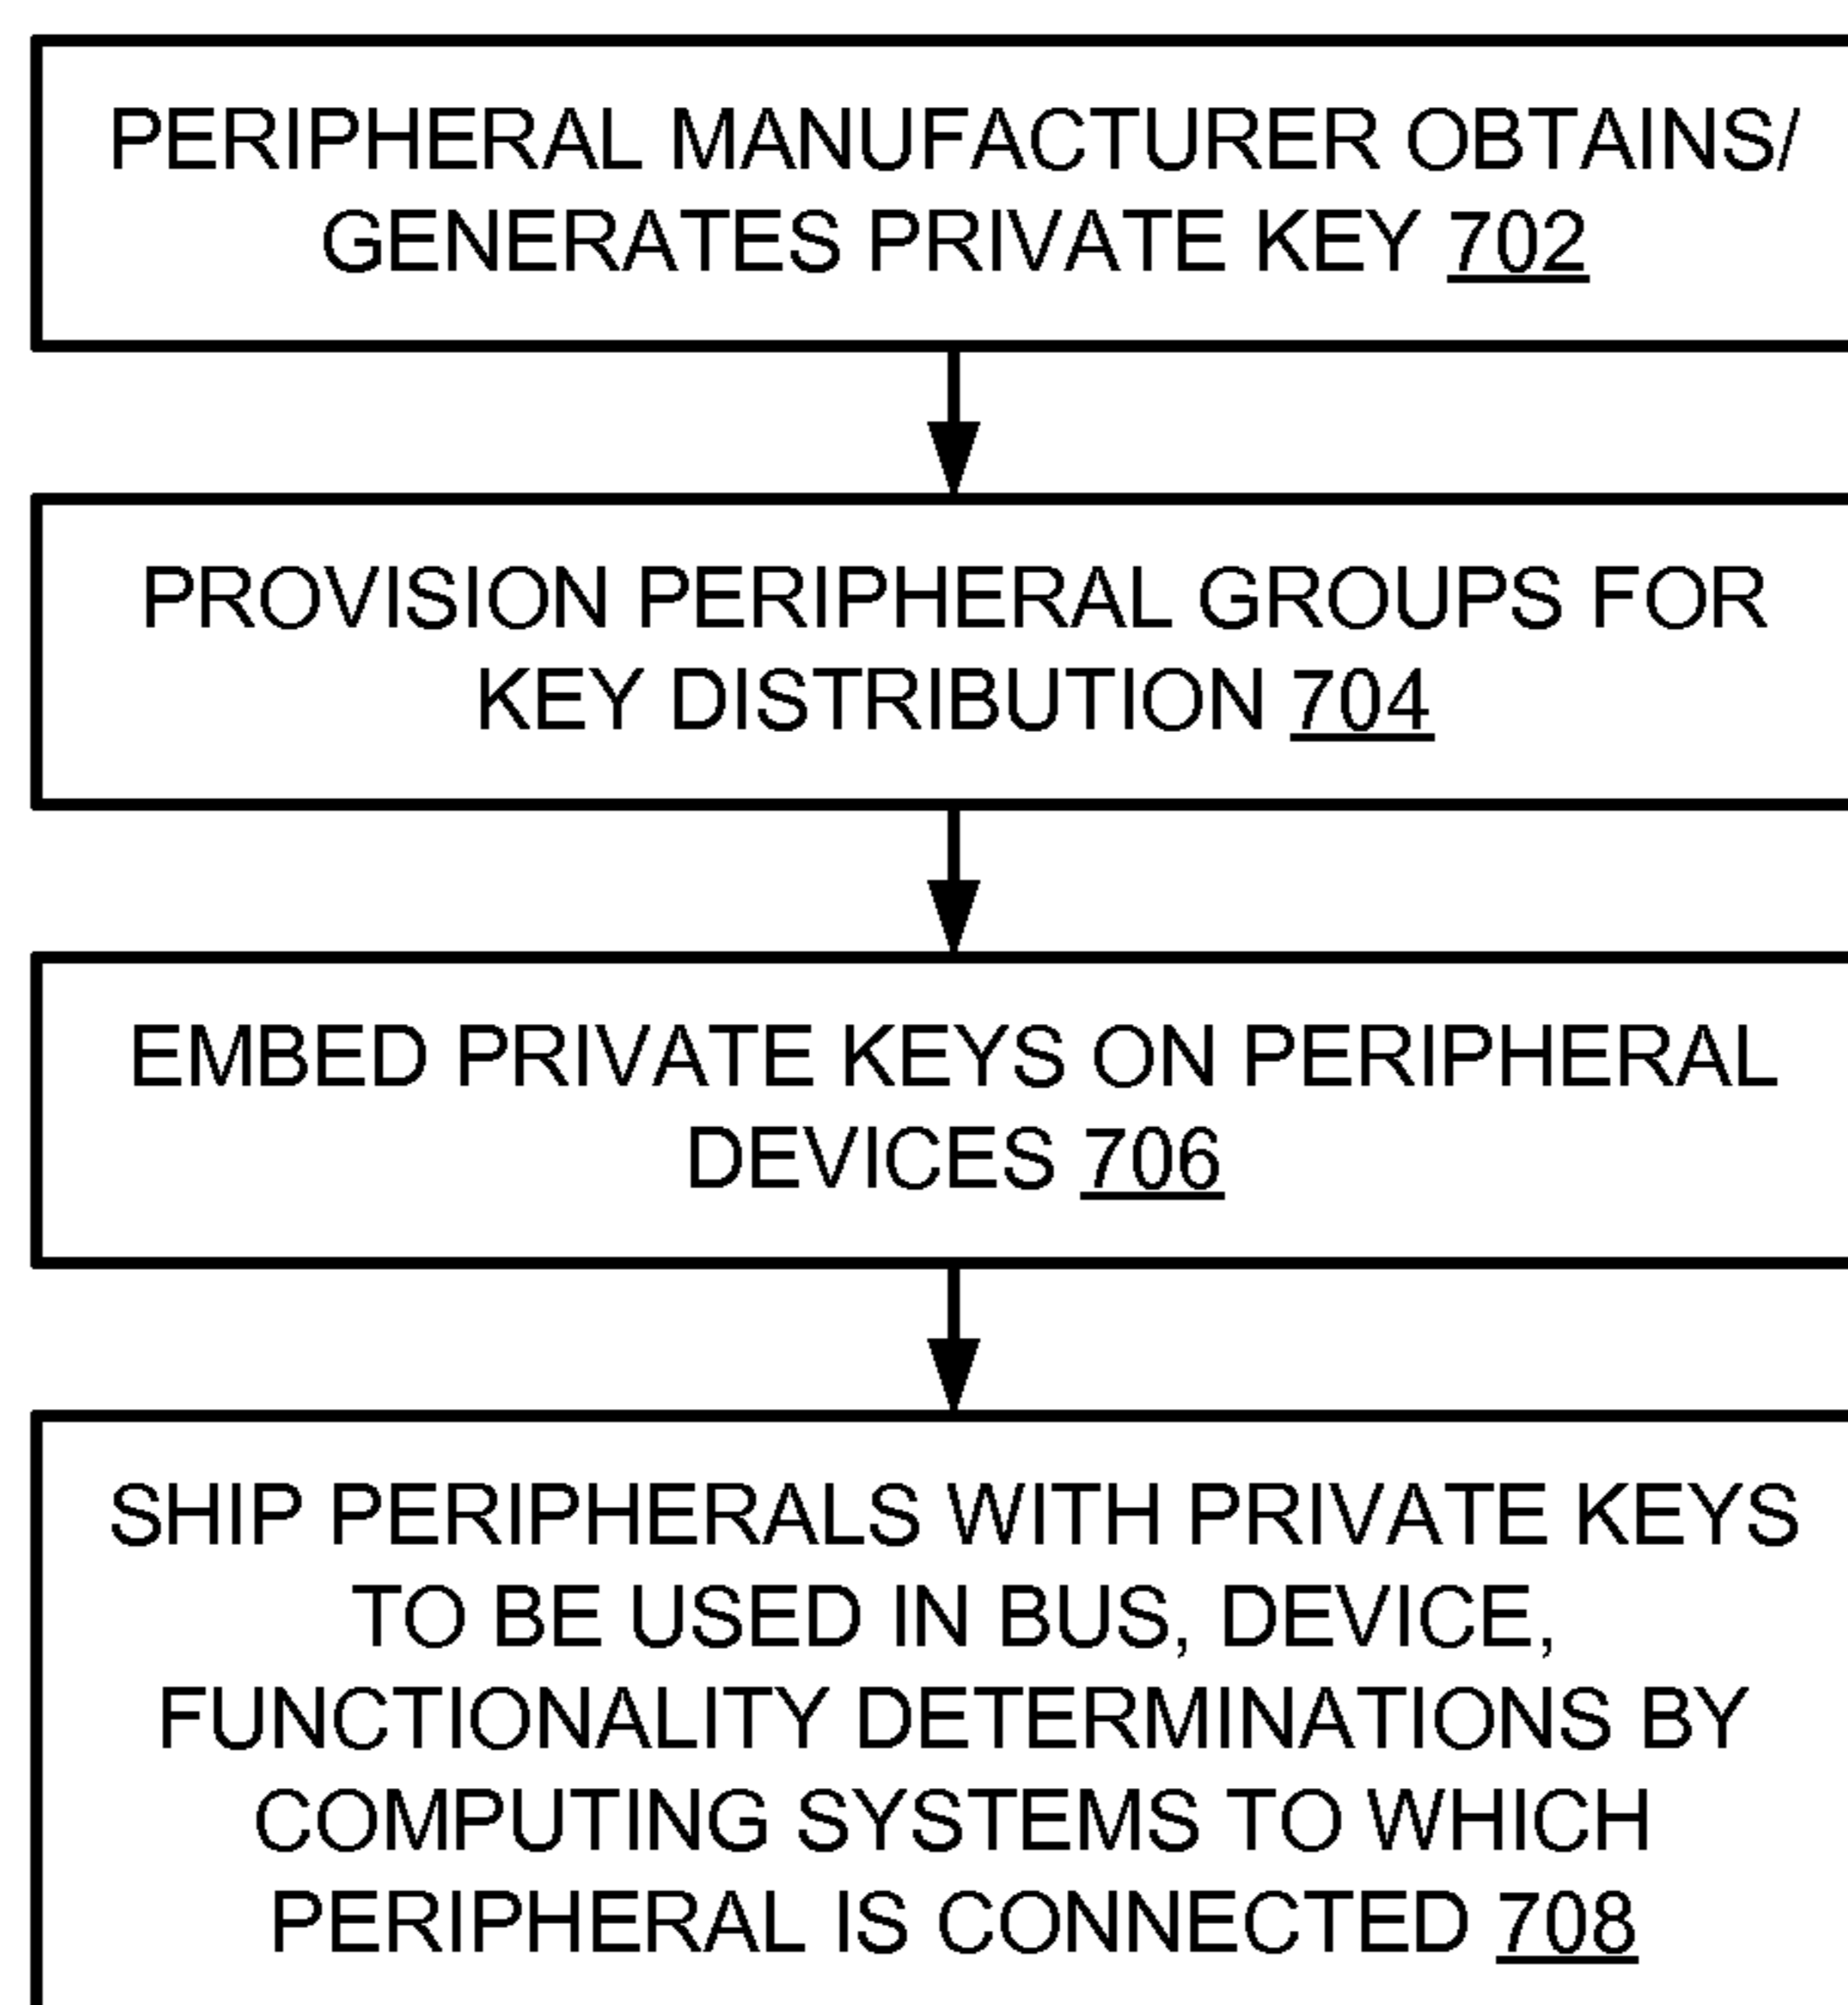 PERIPHERAL MANUFACTURER OBTAINS/
GENERATES PRIVATE KEY 702
PROVISION PERIPHERAL GROUPS FOR
KEY DISTRIBUTION 704
EMBED PRIVATE KEYS ON PERIPHERAL
DEVICES 706
SHIP PERIPHERALS WITH PRIVATE KEYS
TO BE USED IN BUS, DEVICE,
FUNCTIONALITY DETERMINATIONS BY
COMPUTING SYSTEMS TO WHICH
PERIPHERAL IS CONNECTED 708